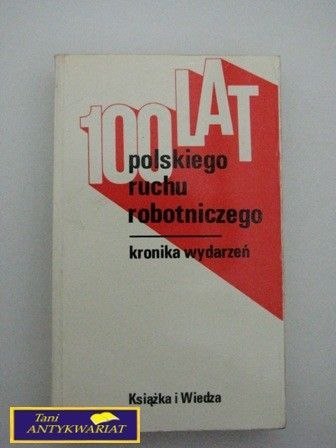 100 LAT
polskiego
ruchu
robotniczego
kronika wydarzeń
Książka i Wiedza
Tani
ANTYKWARIAT